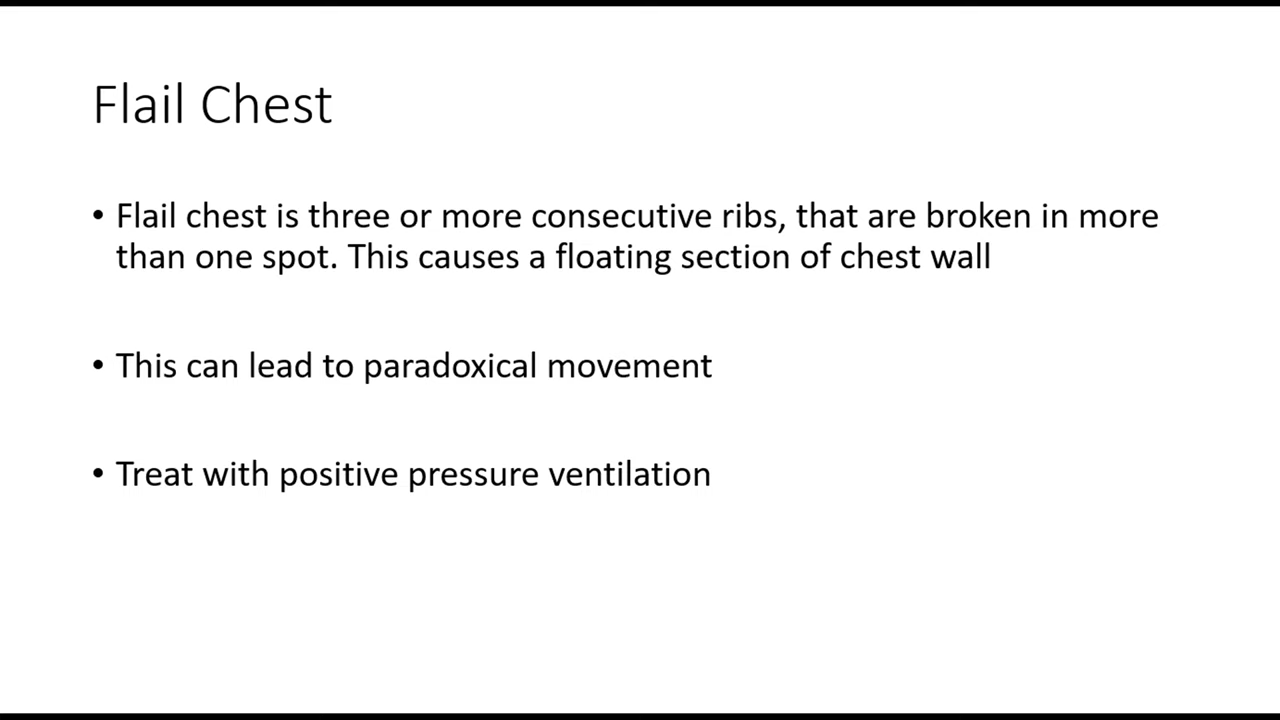 Flail Chest
• Flail chest is three or more consecutive ribs, that are broken in more
than one spot. This causes a floating section of chest wall
• This can lead to paradoxical movement
• Treat with positive pressure ventilation